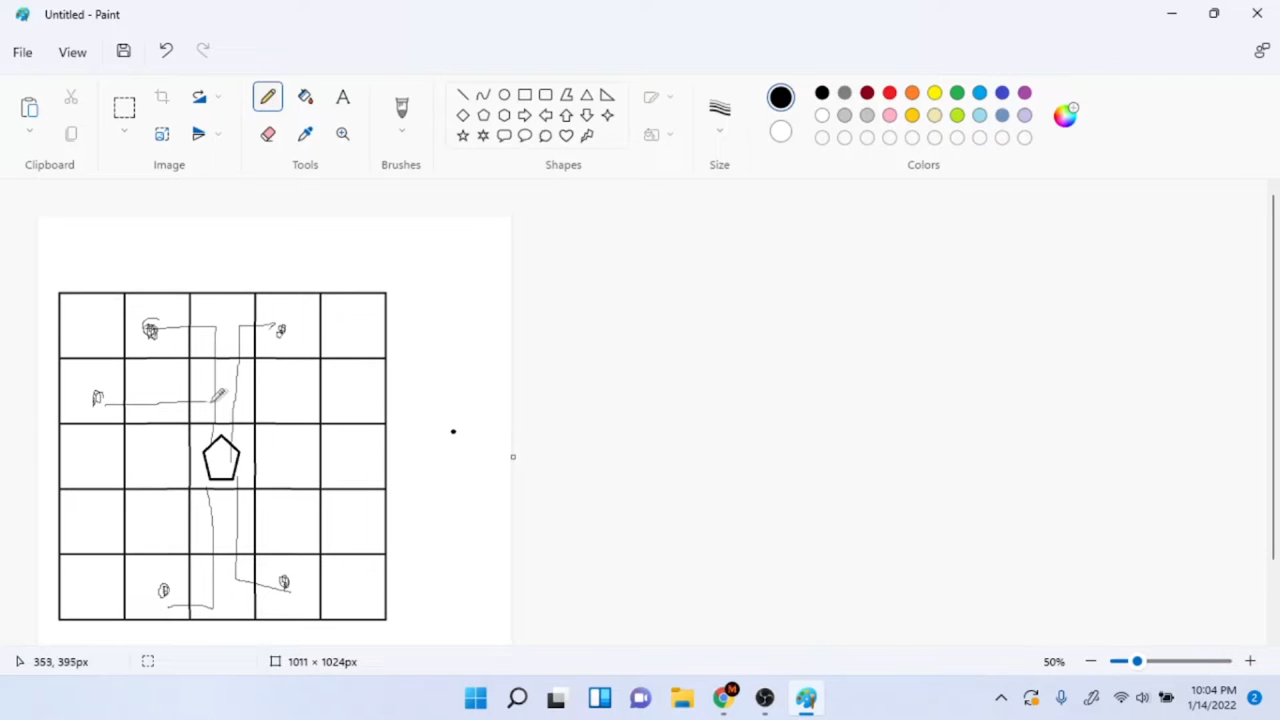 Untitled - Paint
File View
Clipboard Image Tools Brushes Shapes Size Colors
A
353, 395px 1011 × 1024px 50%
M
10:04 PM
1/14/2022 2